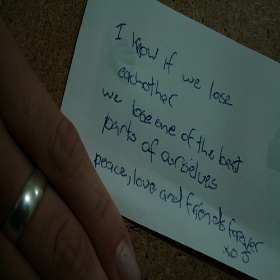 I know if we lose
eachother
we lose one of the best
parts of ourselves
peace, love and friends forever
xo S